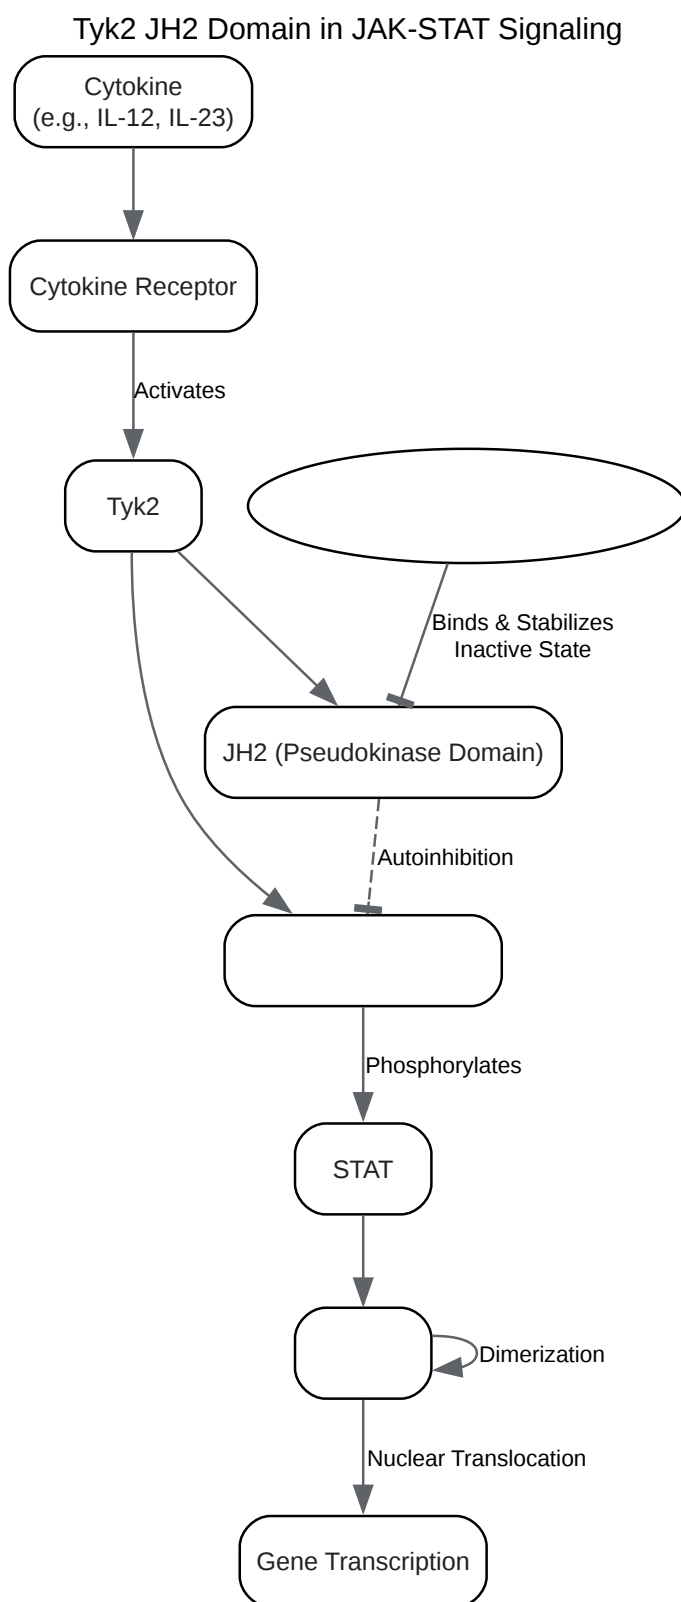 Tyk2 JH2 Domain in JAK-STAT Signaling
Cytokine
(e.g., IL-12, IL-23)
Cytokine Receptor
Activates
Tyk2
Binds & Stabilizes
Inactive State
JH2 (Pseudokinase Domain)
Autoinhibition
Phosphorylates
STAT
Dimerization
Nuclear Translocation
Gene Transcription